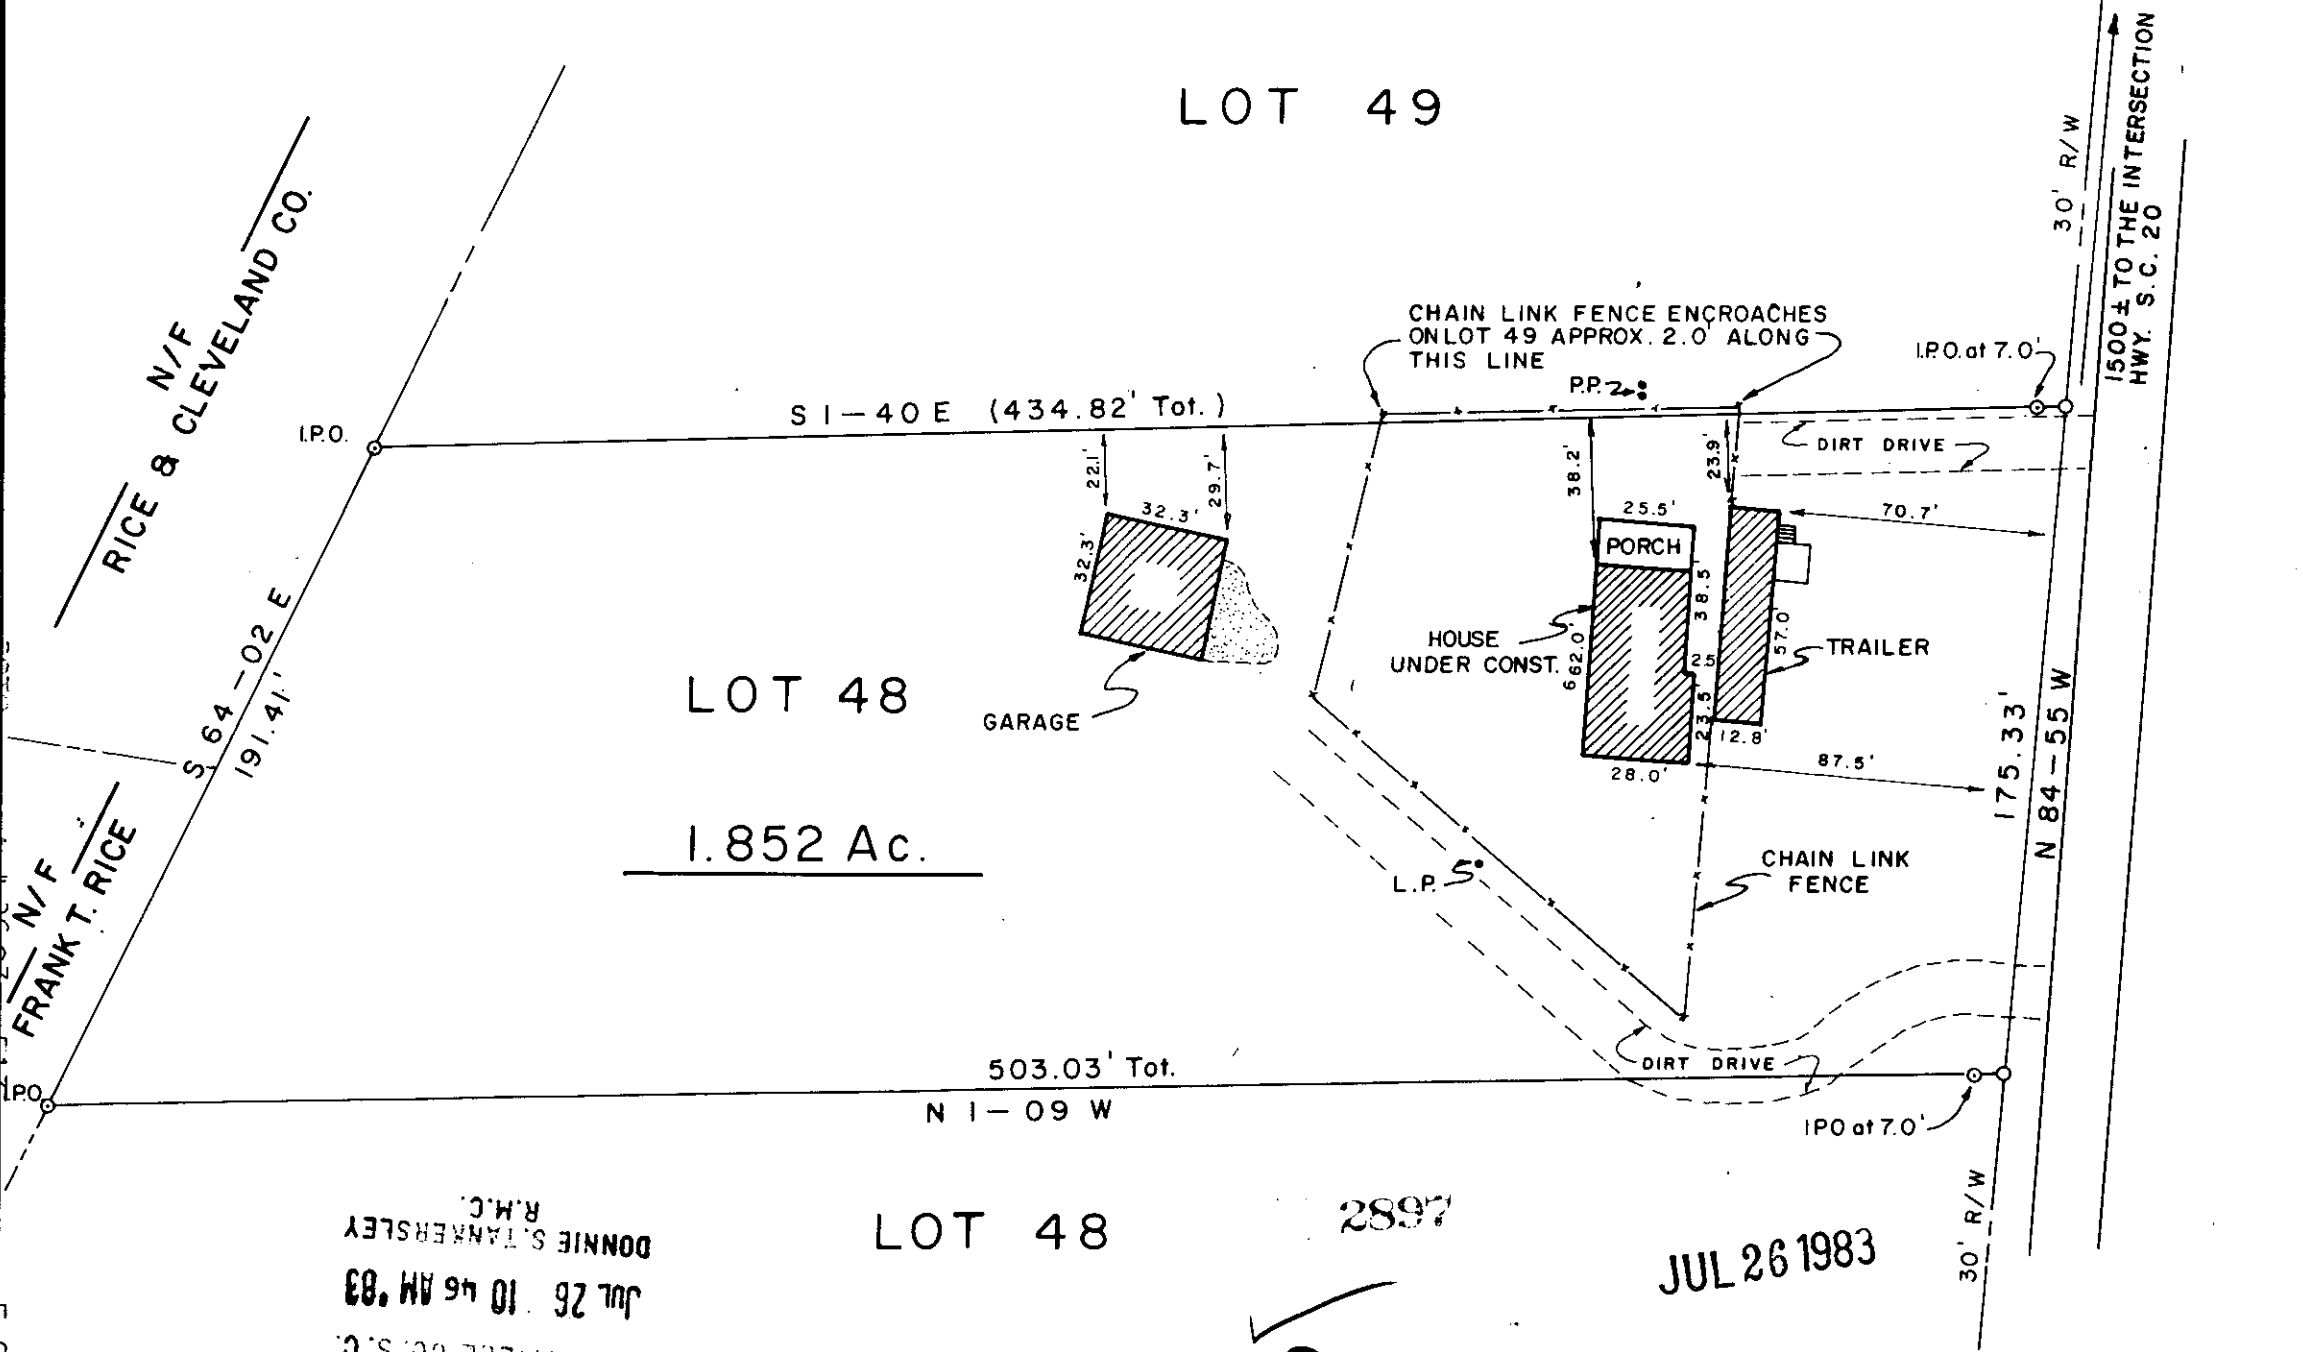 LOT 49
30' R/W
1500± TO THE INTERSECTION
HWY. S.C. 20
N/F
RICE & CLEVELAND CO.
CHAIN LINK FENCE ENCROACHES
ON LOT 49 APPROX. 2.0' ALONG
THIS LINE
P.P.
I.P.O. at 7.0'
I.P.O.
S 1-40 E (434.82' Tot.)
DIRT DRIVE
22.1'
29.7'
38.2'
23.9'
32.3'
32.3'
25.5'
PORCH
70.7'
38.5'
HOUSE
UNDER CONST.
62.0'
2.5
57.0'
TRAILER
23.5'
12.8'
28.0'
87.5'
S 64-02 E
191.41'
LOT 48
GARAGE
175.33'
N 84-55 W
1.852 Ac.
L.P.
CHAIN LINK
FENCE
N/F
FRANK T. RICE
I.P.O.
503.03' Tot.
N 1-09 W
DIRT DRIVE
IPO at 7.0'
30' R/W
LOT 48
2897
JUL 26 1983
JUL 26 10 46 AM '83
DONNIE S. TANKERSLEY
R.M.C.